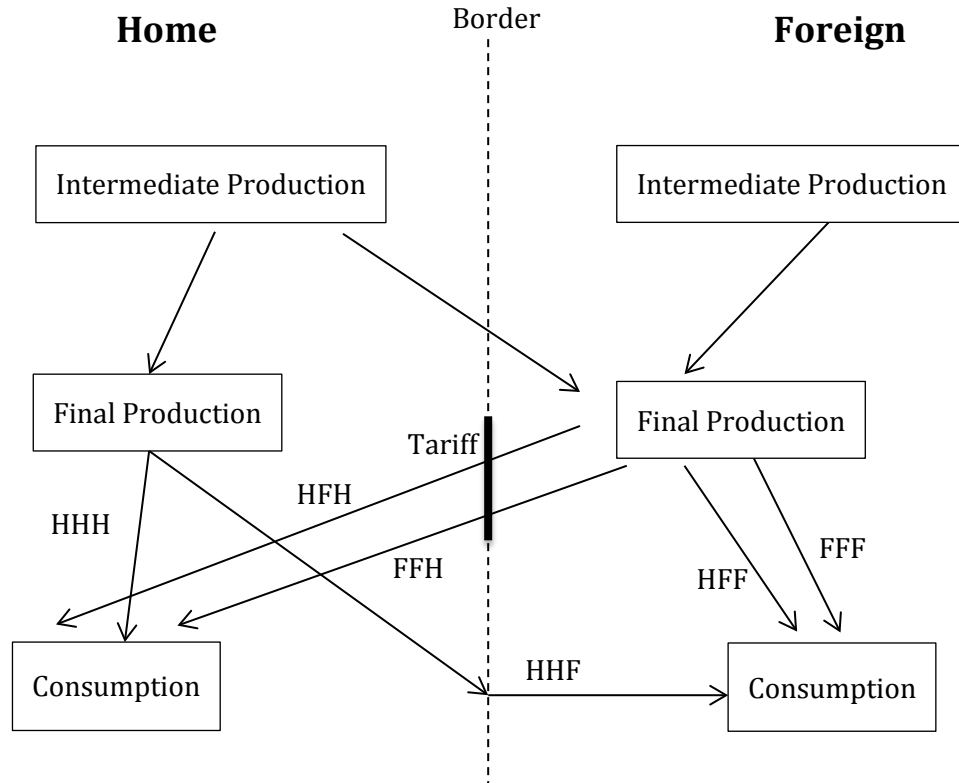 Border
Home
Foreign
Intermediate Production
Intermediate Production
Final Production
Final Production
Tariff
HFH
HHH
FFH
HFF
FFF
HHF
Consumption
Consumption